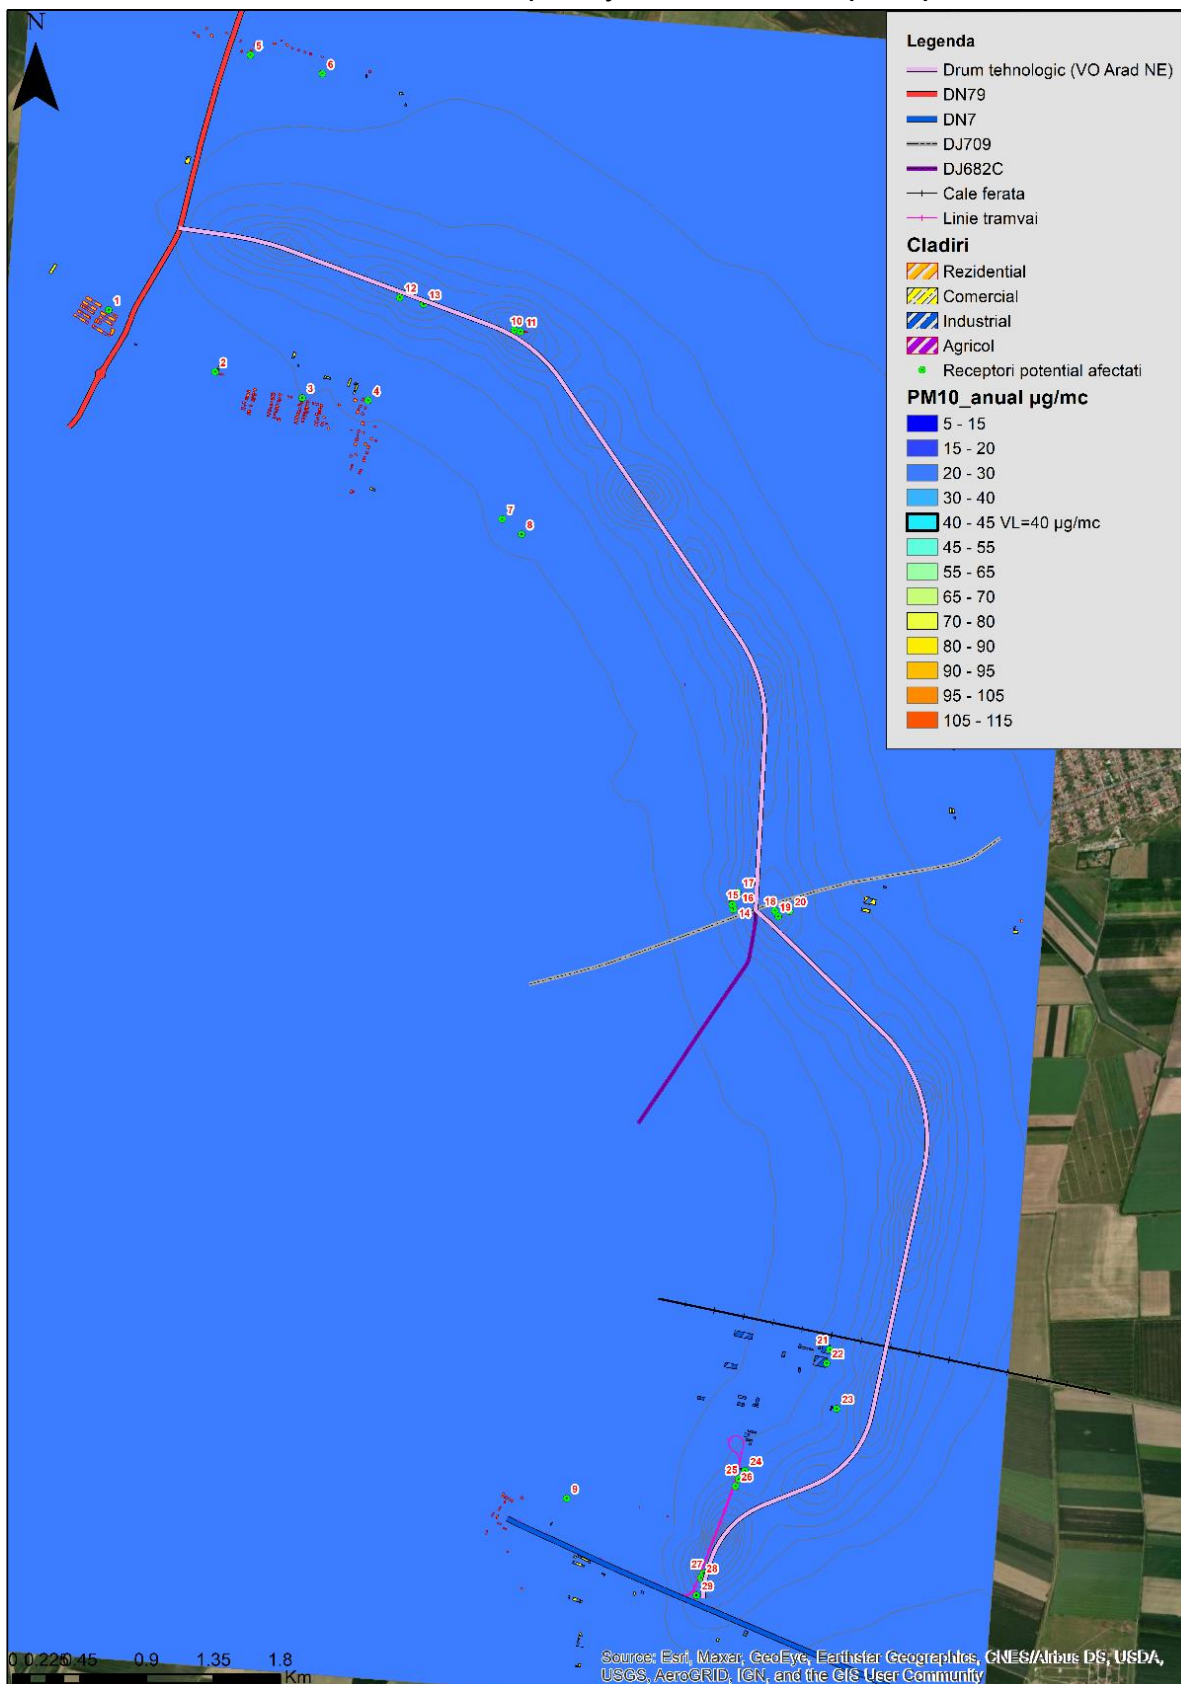 N
Legenda
Drum tehnologic (VO Arad NE)
DN79
DN7
DJ709
DJ682C
Cale ferata
Linie tramvai
Cladiri
Rezidential
Comercial
Industrial
Agricol
Receptori potential afectati
PM10_anual µg/mc
5 - 15
15 - 20
20 - 30
30 - 40
40 - 45 VL=40 µg/mc
45 - 55
55 - 65
65 - 70
70 - 80
80 - 90
90 - 95
95 - 105
105 - 115
5
6
1
12
13
10 11
2
3
4
7
8
17
15 16
14
18
19
20
21
22
23
24
25
26
9
27
28
29
0 0.225 0.45 0.9 1.35 1.8
Km
Source: Esri, Maxar, GeoEye, Earthstar Geographics, CNES/Airbus DS, USDA,
USGS, AeroGRID, IGN, and the GIS User Community